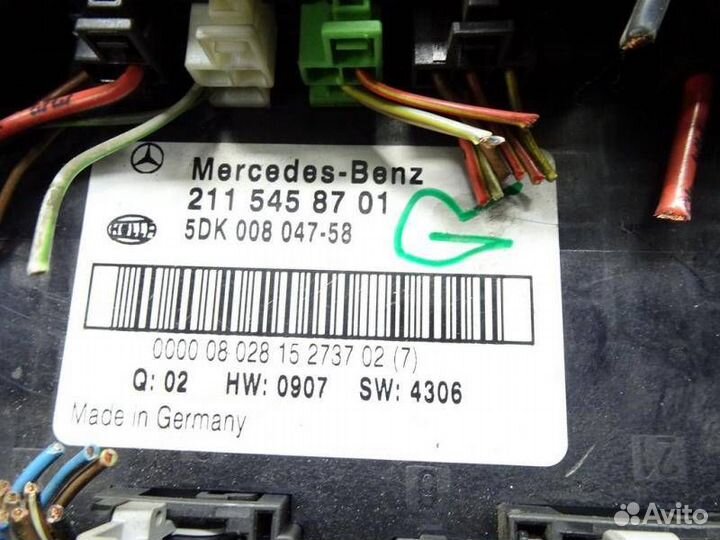 Mercedes-Benz
211 545 87 01
HELLA
5DK 008 047-58
0000 08 028 15 2737 02 (7)
Q: 02 HW: 0907 SW: 4306
Made in Germany
Avito